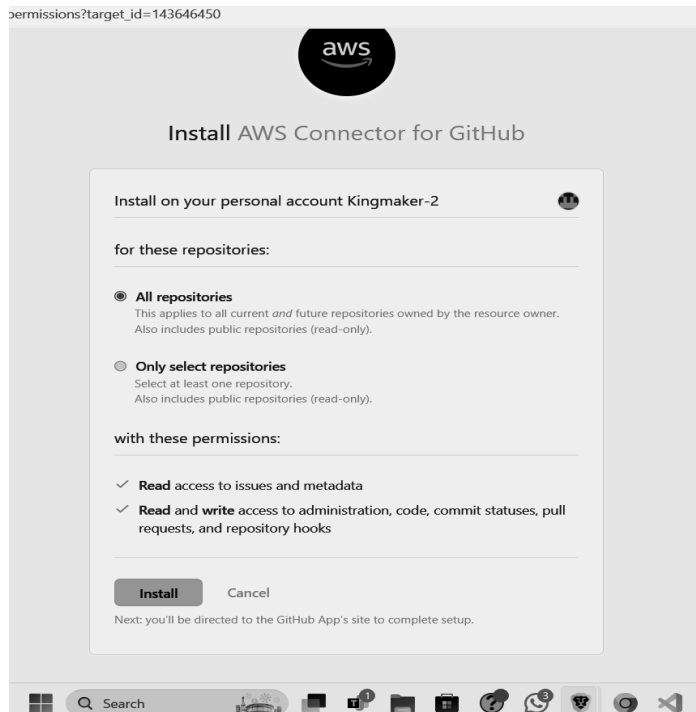 permissions?target_id=143646450
aws
Install AWS Connector for GitHub
Install on your personal account Kingmaker-2
for these repositories:
All repositories
This applies to all current and future repositories owned by the resource owner.
Also includes public repositories (read-only).
Only select repositories
Select at least one repository.
Also includes public repositories (read-only).
with these permissions:
Read access to issues and metadata
Read and write access to administration, code, commit statuses, pull
requests, and repository hooks
Install Cancel
Next: you'll be directed to the GitHub App's site to complete setup.
Search 1 3